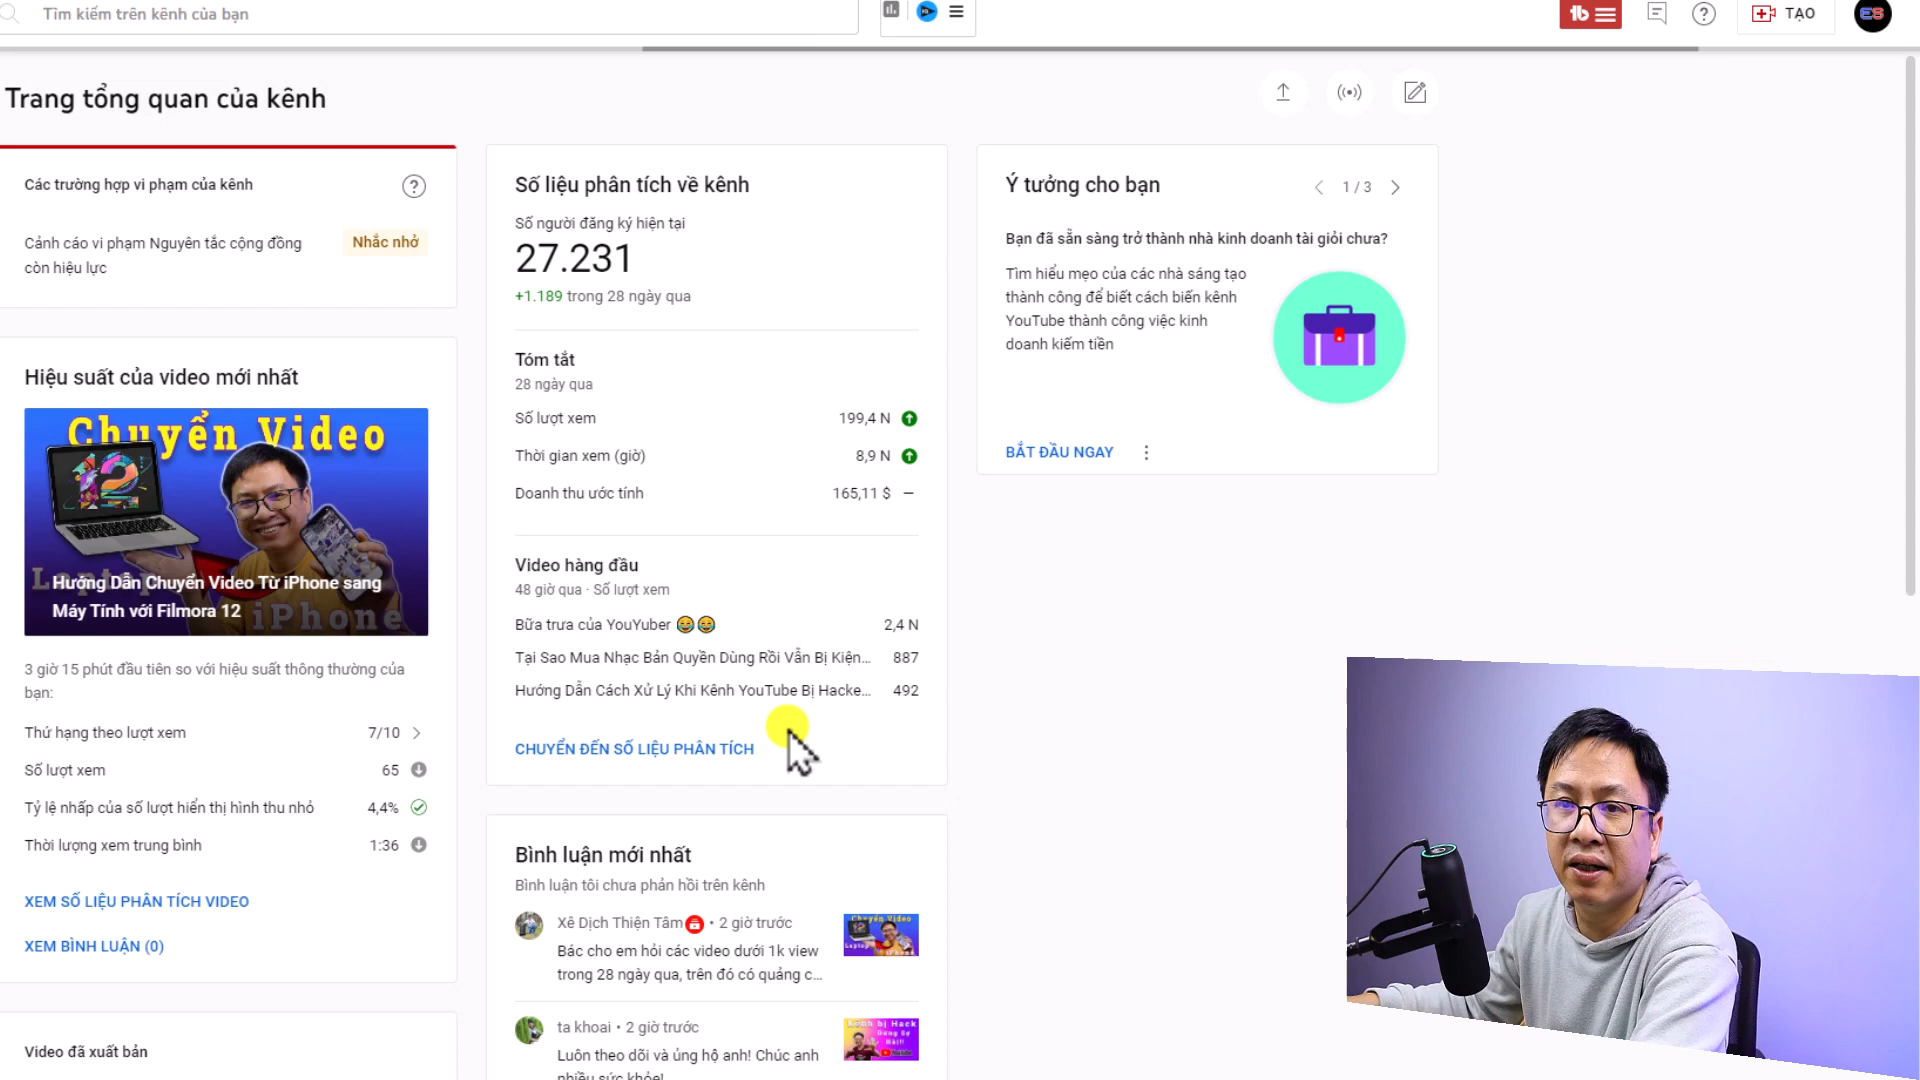 Tìm kiếm trên kênh của bạn
TẠO
ES
Trang tổng quan của kênh
Các trường hợp vi phạm của kênh
Cảnh cáo vi phạm Nguyên tắc cộng đồng
còn hiệu lực
Nhắc nhở
Hiệu suất của video mới nhất
Chuyển Video
12
Hướng Dẫn Chuyển Video Từ iPhone sang
Máy Tính với Filmora 12
iPhone
3 giờ 15 phút đầu tiên so với hiệu suất thông thường của
bạn:
Thứ hạng theo lượt xem 7/10
Số lượt xem 65
Tỷ lệ nhấp của số lượt hiển thị hình thu nhỏ 4,4%
Thời lượng xem trung bình 1:36
XEM SỐ LIỆU PHÂN TÍCH VIDEO
XEM BÌNH LUẬN (0)
Video đã xuất bản
Số liệu phân tích về kênh
Số người đăng ký hiện tại
27.231
+1.189 trong 28 ngày qua
Tóm tắt
28 ngày qua
Số lượt xem 199,4 N
Thời gian xem (giờ) 8,9 N
Doanh thu ước tính 165,11 $ —
Video hàng đầu
48 giờ qua · Số lượt xem
Bữa trưa của YouYuber 😂😂 2,4 N
Tại Sao Mua Nhạc Bản Quyền Dùng Rồi Vẫn Bị Kiện... 887
Hướng Dẫn Cách Xử Lý Khi Kênh YouTube Bị Hacke... 492
CHUYỂN ĐẾN SỐ LIỆU PHÂN TÍCH
Bình luận mới nhất
Bình luận tôi chưa phản hồi trên kênh
Xê Dịch Thiện Tâm • 2 giờ trước
Bác cho em hỏi các video dưới 1k view
trong 28 ngày qua, trên đó có quảng c...
Chuyển Video
ta khoai • 2 giờ trước
Luôn theo dõi và ủng hộ anh! Chúc anh
nhiều sức khỏe!
Kênh bị Hack
Ý tưởng cho bạn
1 / 3
Bạn đã sẵn sàng trở thành nhà kinh doanh tài giỏi chưa?
Tìm hiểu mẹo của các nhà sáng tạo
thành công để biết cách biến kênh
YouTube thành công việc kinh
doanh kiếm tiền
BẮT ĐẦU NGAY